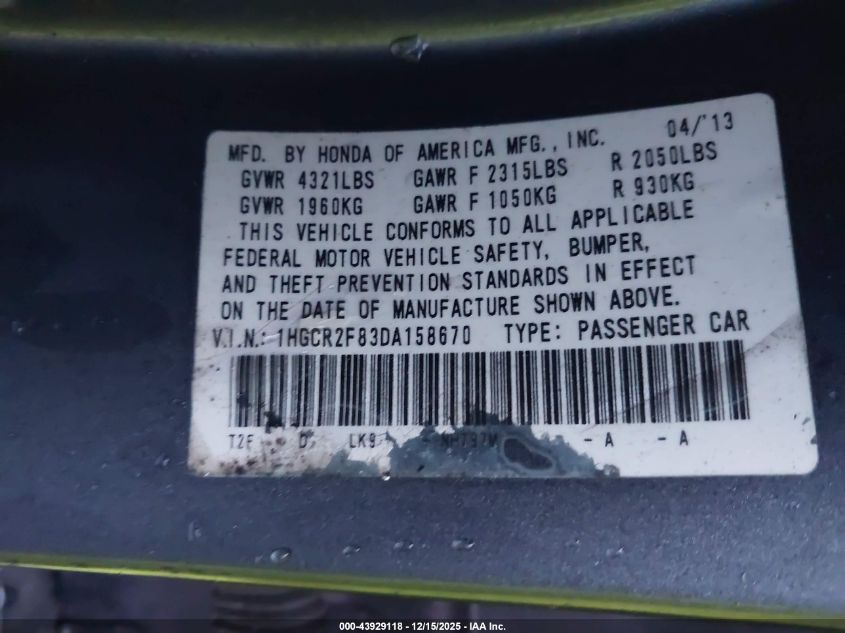 04/'13
MFD. BY HONDA OF AMERICA MFG., INC.
GVWR 4321LBS GAWR F 2315LBS R 2050LBS
GVWR 1960KG GAWR F 1050KG R 930KG
THIS VEHICLE CONFORMS TO ALL APPLICABLE
FEDERAL MOTOR VEHICLE SAFETY, BUMPER,
AND THEFT PREVENTION STANDARDS IN EFFECT
ON THE DATE OF MANUFACTURE SHOWN ABOVE.
V.I.N.: 1HGCR2F83DA158670 TYPE: PASSENGER CAR
T2F D LK9 NH797M - A - A
000-43929118 - 12/15/2025 - IAA Inc.